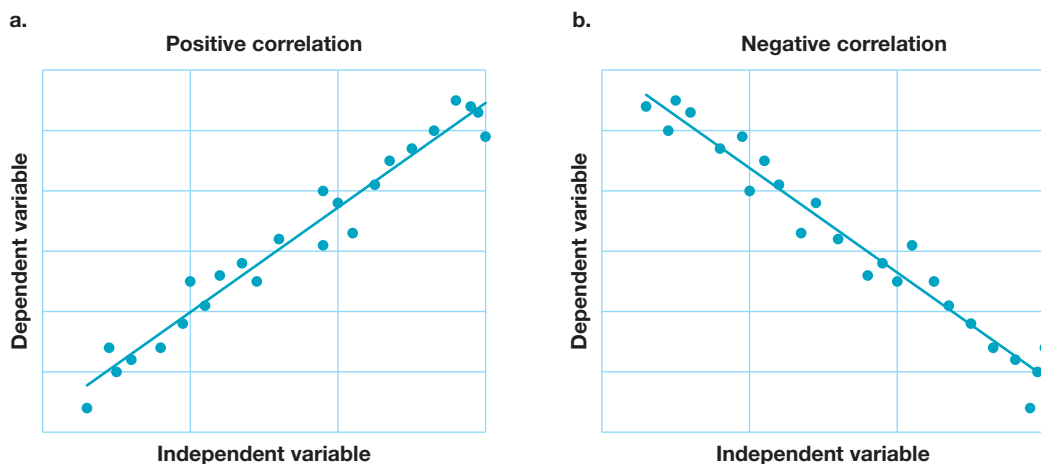 a.
Positive correlation
Dependent variable
Independent variable
b.
Negative correlation
Dependent variable
Independent variable